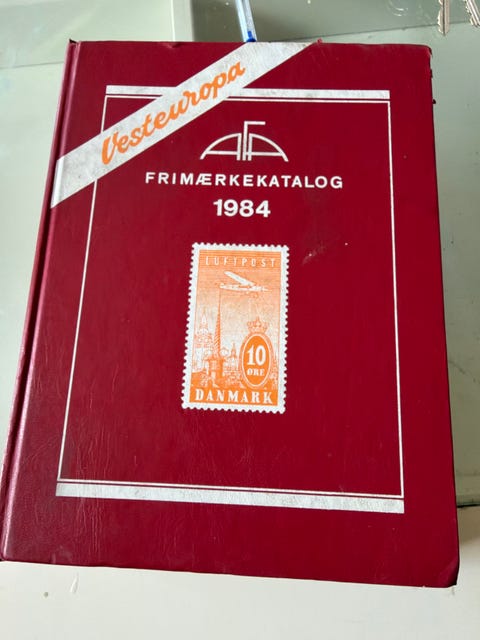 Vesteuropa
AFA
FRIMÆRKEKATALOG
1984
LUFTPOST
10
ØRE
DANMARK